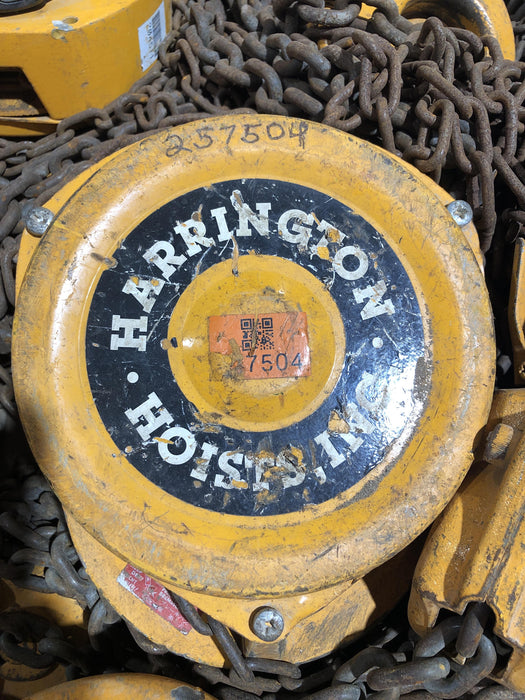 257504
HARRINGTON · HOISTS, INC ·
7504